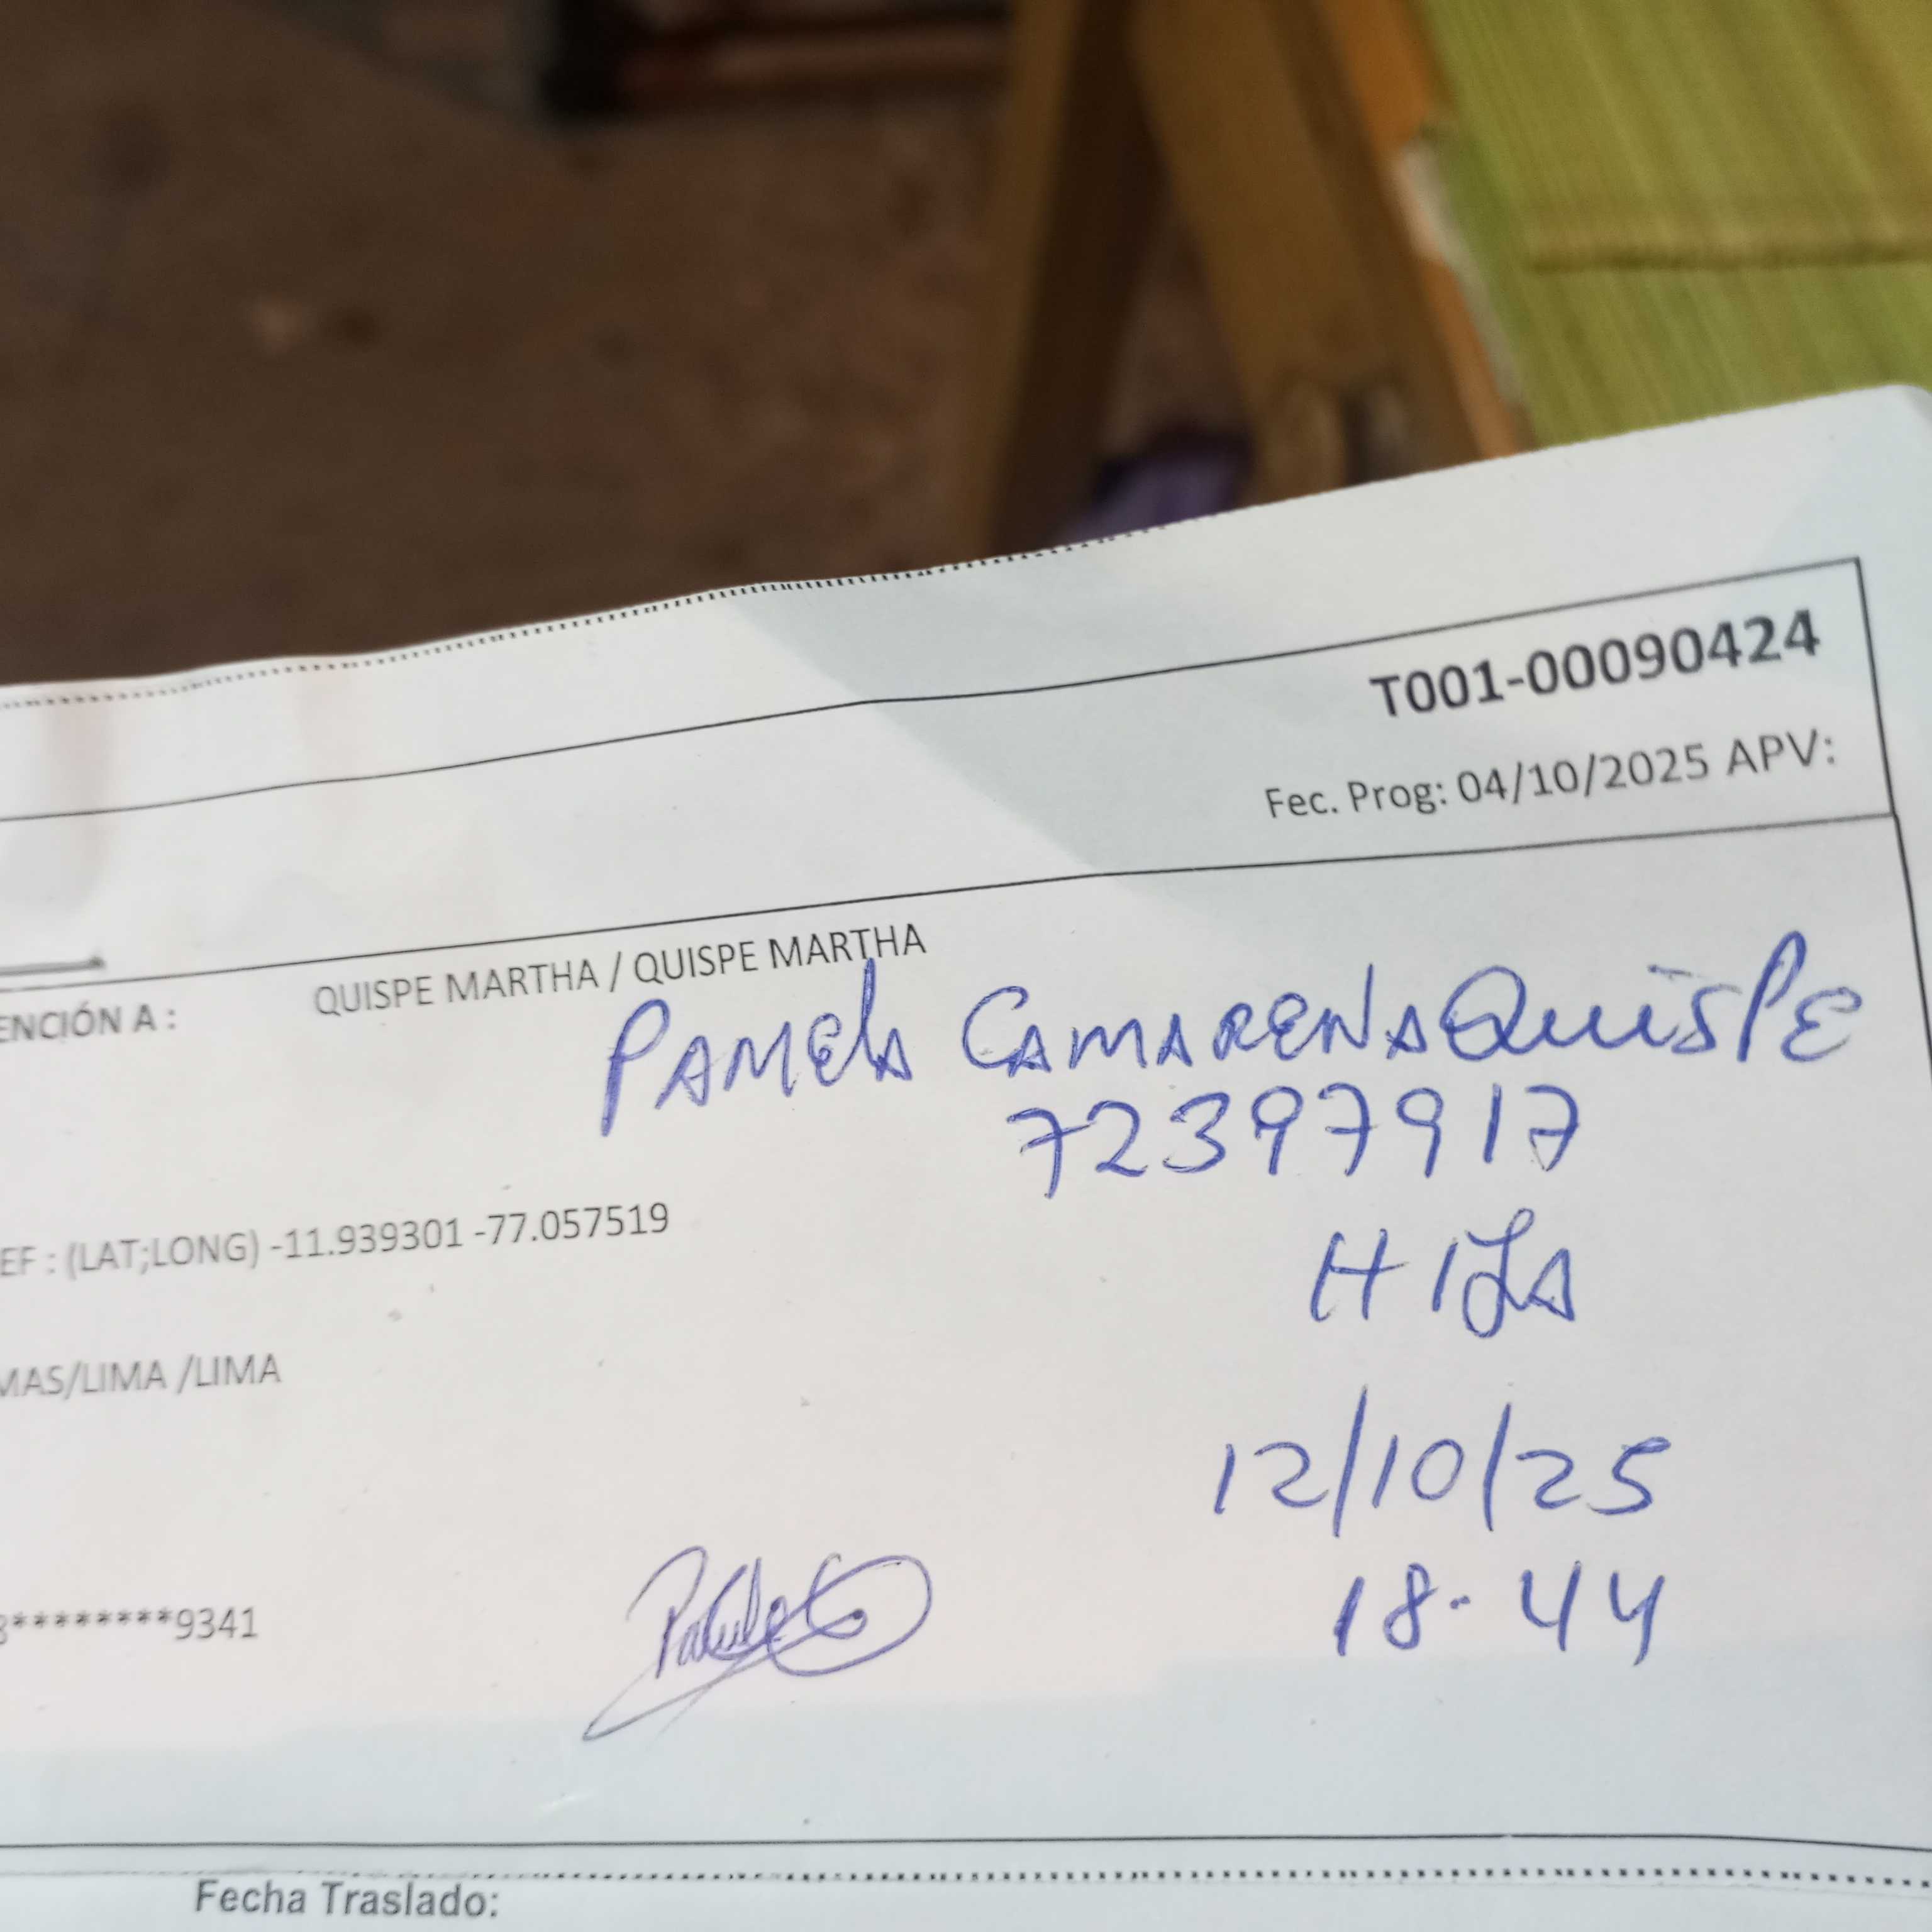 T001-00090424
Fec. Prog: 04/10/2025 APV:
ENCIÓN A : QUISPE MARTHA / QUISPE MARTHA
PAMELA CAMARENA QUISPE
72397917
EF : (LAT;LONG) -11.939301 -77.057519
HIJA
MAS/LIMA /LIMA
12/10/25
18:44
3********9341
Fecha Traslado: